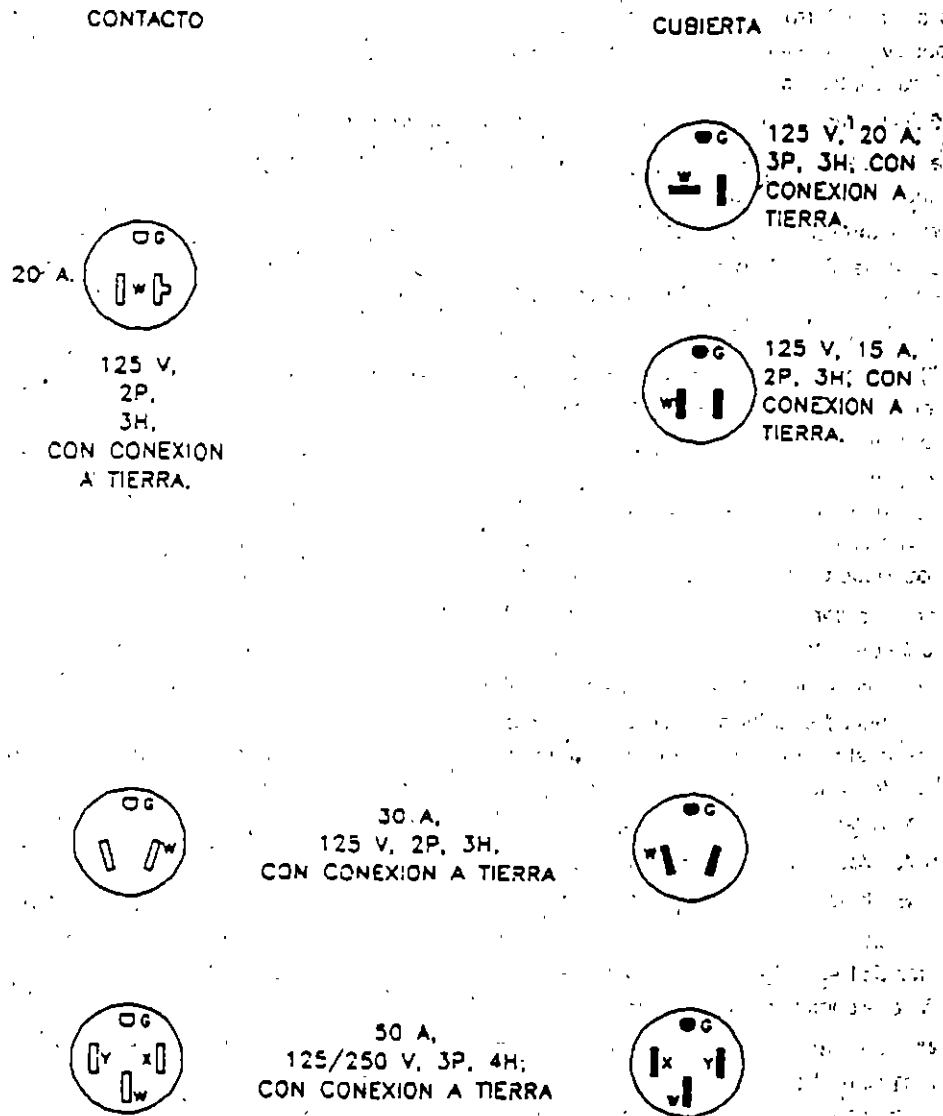 CONTACTO
CUBIERTA
G
125 V, 20 A,
3P, 3H; CON
CONEXION A
TIERRA.
W
G
20 A.
W
125 V,
2P,
3H,
CON CONEXION
A TIERRA.
G
125 V, 15 A,
2P, 3H; CON
CONEXION A
TIERRA.
W
G
W
30 A,
125 V, 2P, 3H,
CON CONEXION A TIERRA
G
W
G
Y X
W
50 A,
125/250 V, 3P, 4H;
CON CONEXION A TIERRA
G
X Y
W